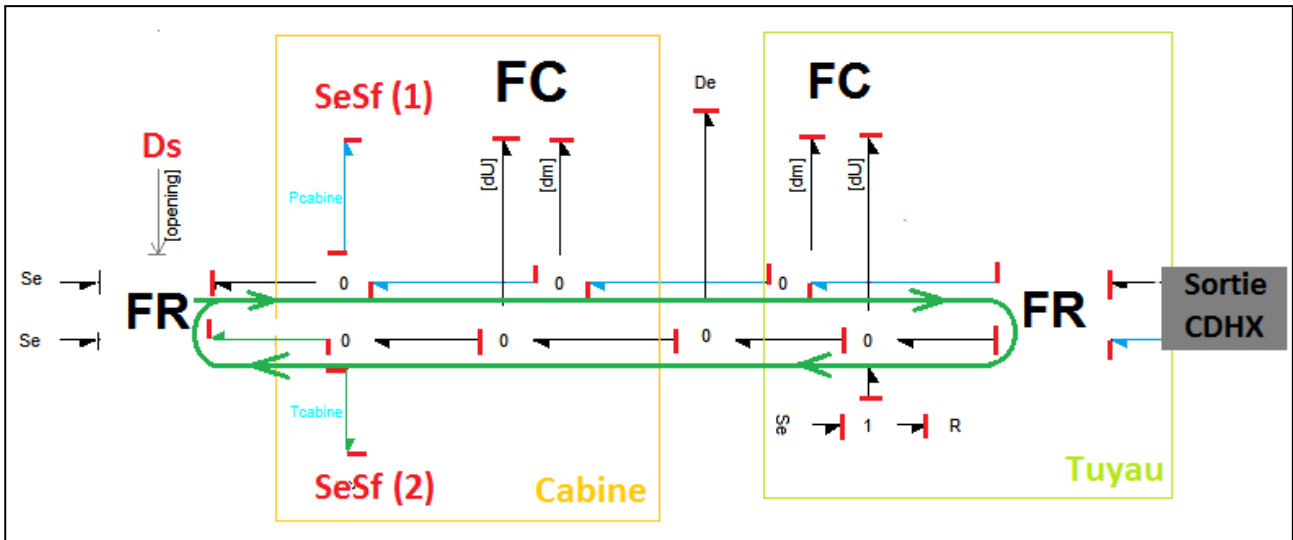 FC
FC
De
SeSf (1)
Ds
[opening]
Pcabine
[dU]
[dm]
[dm]
[dU]
Se
0
0
0
Sortie
CDHX
FR
FR
Se
0
0
0
0
Tcabine
Se
1
R
SeSf (2)
Cabine
Tuyau